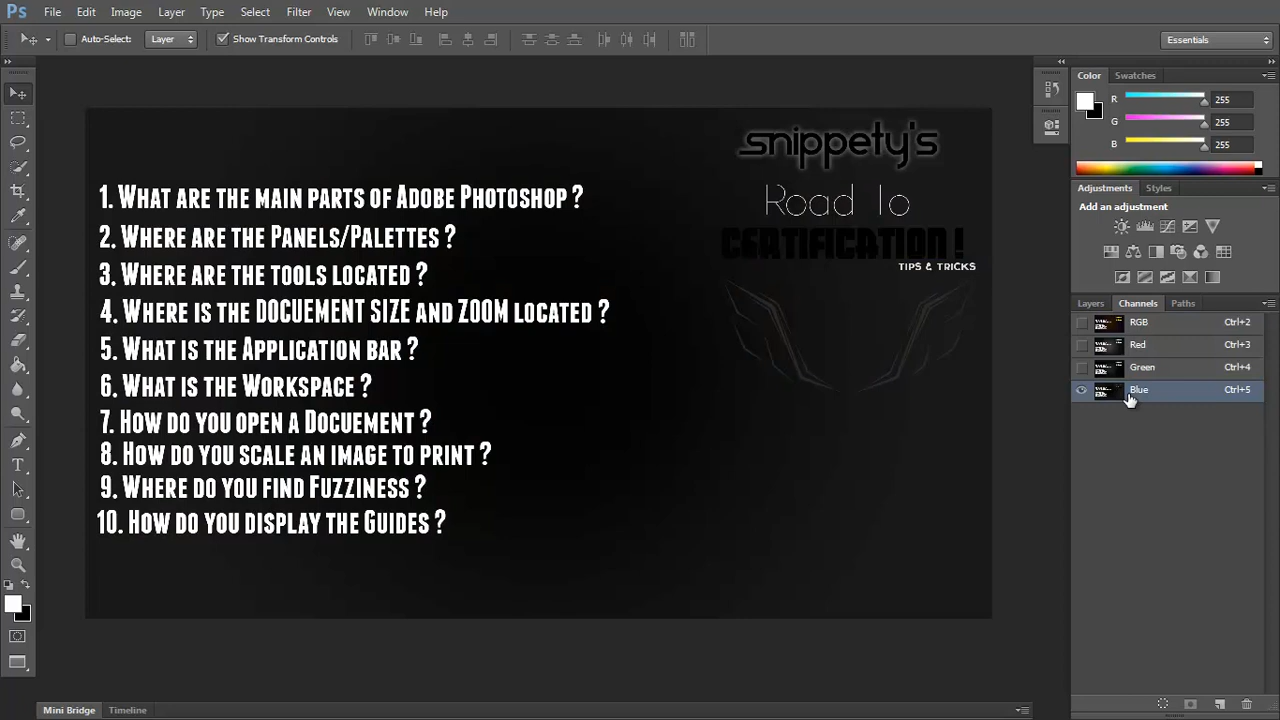 Ps File Edit Image Layer Type Select Filter View Window Help
Auto-Select: Layer Show Transform Controls Essentials
Color Swatches
R 255
G 255
B 255
Adjustments Styles
Add an adjustment
Layers Channels Paths
RGB Ctrl+2
Red Ctrl+3
Green Ctrl+4
Blue Ctrl+5
snippety's
Road To
CERTIFICATION !
TIPS & TRICKS
1. What are the main parts of Adobe Photoshop ?
2. Where are the Panels/Palettes ?
3. Where are the tools located ?
4. Where is the DOCUEMENT SIZE and ZOOM located ?
5. What is the Application bar ?
6. What is the Workspace ?
7. How do you open a Docuement ?
8. How do you scale an image to print ?
9. Where do you find Fuzziness ?
10. How do you display the Guides ?
Mini Bridge Timeline